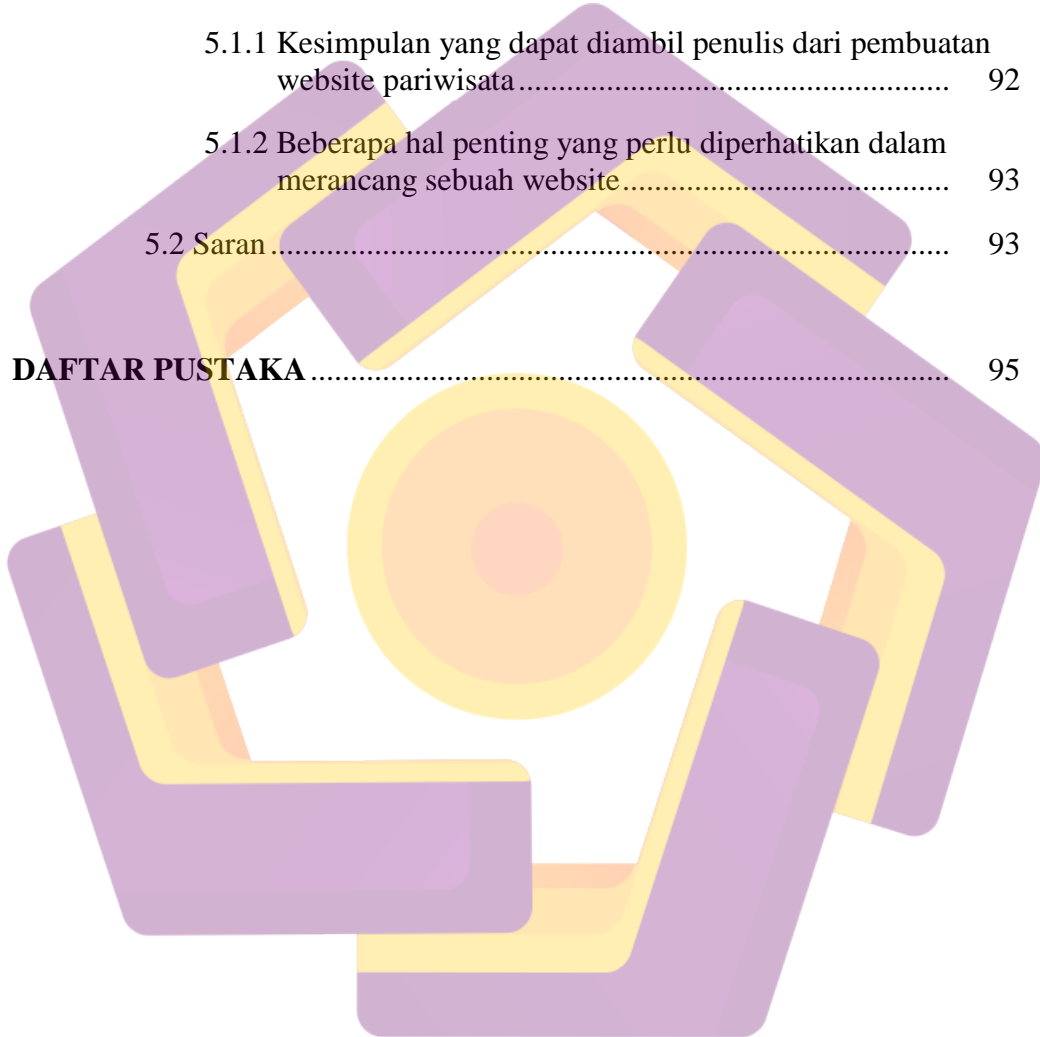 5.1.1 Kesimpulan yang dapat diambil penulis dari pembuatan
website pariwisata ...................................................... 92
5.1.2 Beberapa hal penting yang perlu diperhatikan dalam
merancang sebuah website ......................................... 93
5.2 Saran ..................................................................................... 93
DAFTAR PUSTAKA ................................................................................ 95